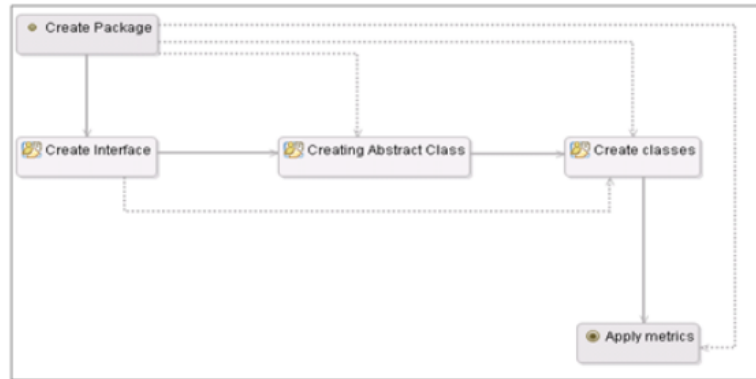 Create Package
Create Interface
Creating Abstract Class
Create classes
Apply metrics